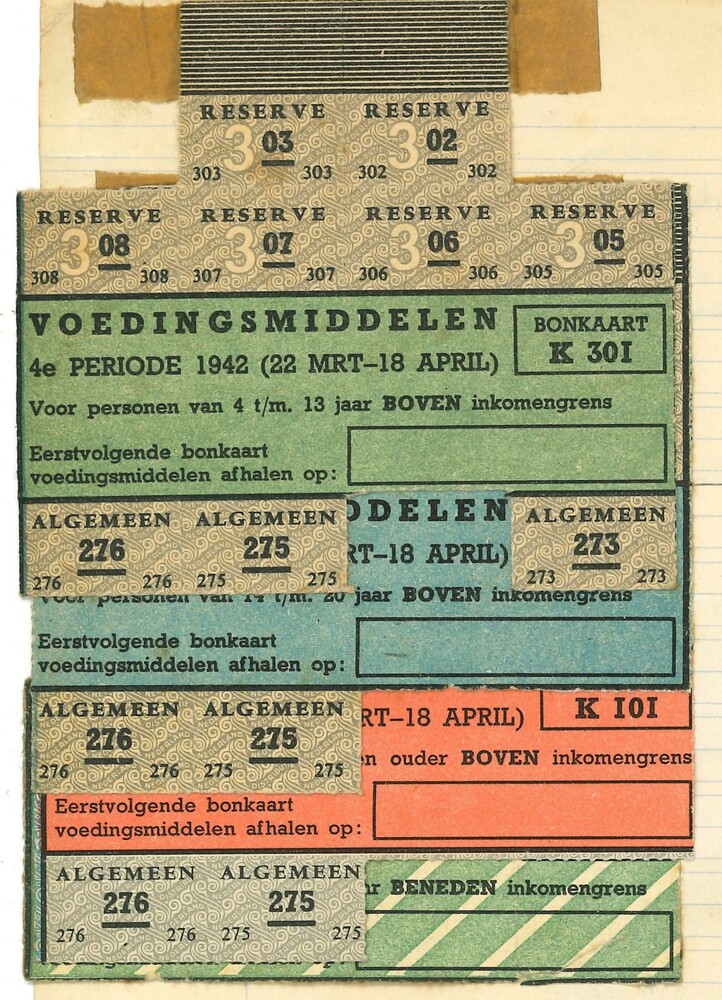 RESERVE RESERVE
3 03 3 02
303 303 302 302
RESERVE RESERVE RESERVE RESERVE
3 08 3 07 3 06 3 05
308 308 307 307 306 306 305 305
VOEDINGSMIDDELEN
BONKAART
K 301
4e PERIODE 1942 (22 MRT–18 APRIL)
Voor personen van 4 t/m. 13 jaar BOVEN inkomengrens
Eerstvolgende bonkaart
voedingsmiddelen afhalen op:
ALGEMEEN ALGEMEEN DDELEN ALGEMEEN
276 275 RT–18 APRIL) 273
276 276 275 275 273 273
Voor personen van 14 t/m. 20 jaar BOVEN inkomengrens
Eerstvolgende bonkaart
voedingsmiddelen afhalen op:
ALGEMEEN ALGEMEEN RT–18 APRIL) K 101
276 275
n ouder BOVEN inkomengrens
276 276 275 275
Eerstvolgende bonkaart
voedingsmiddelen afhalen op:
ALGEMEEN ALGEMEEN
r BENEDEN inkomengrens
276 275
276 276 275 275